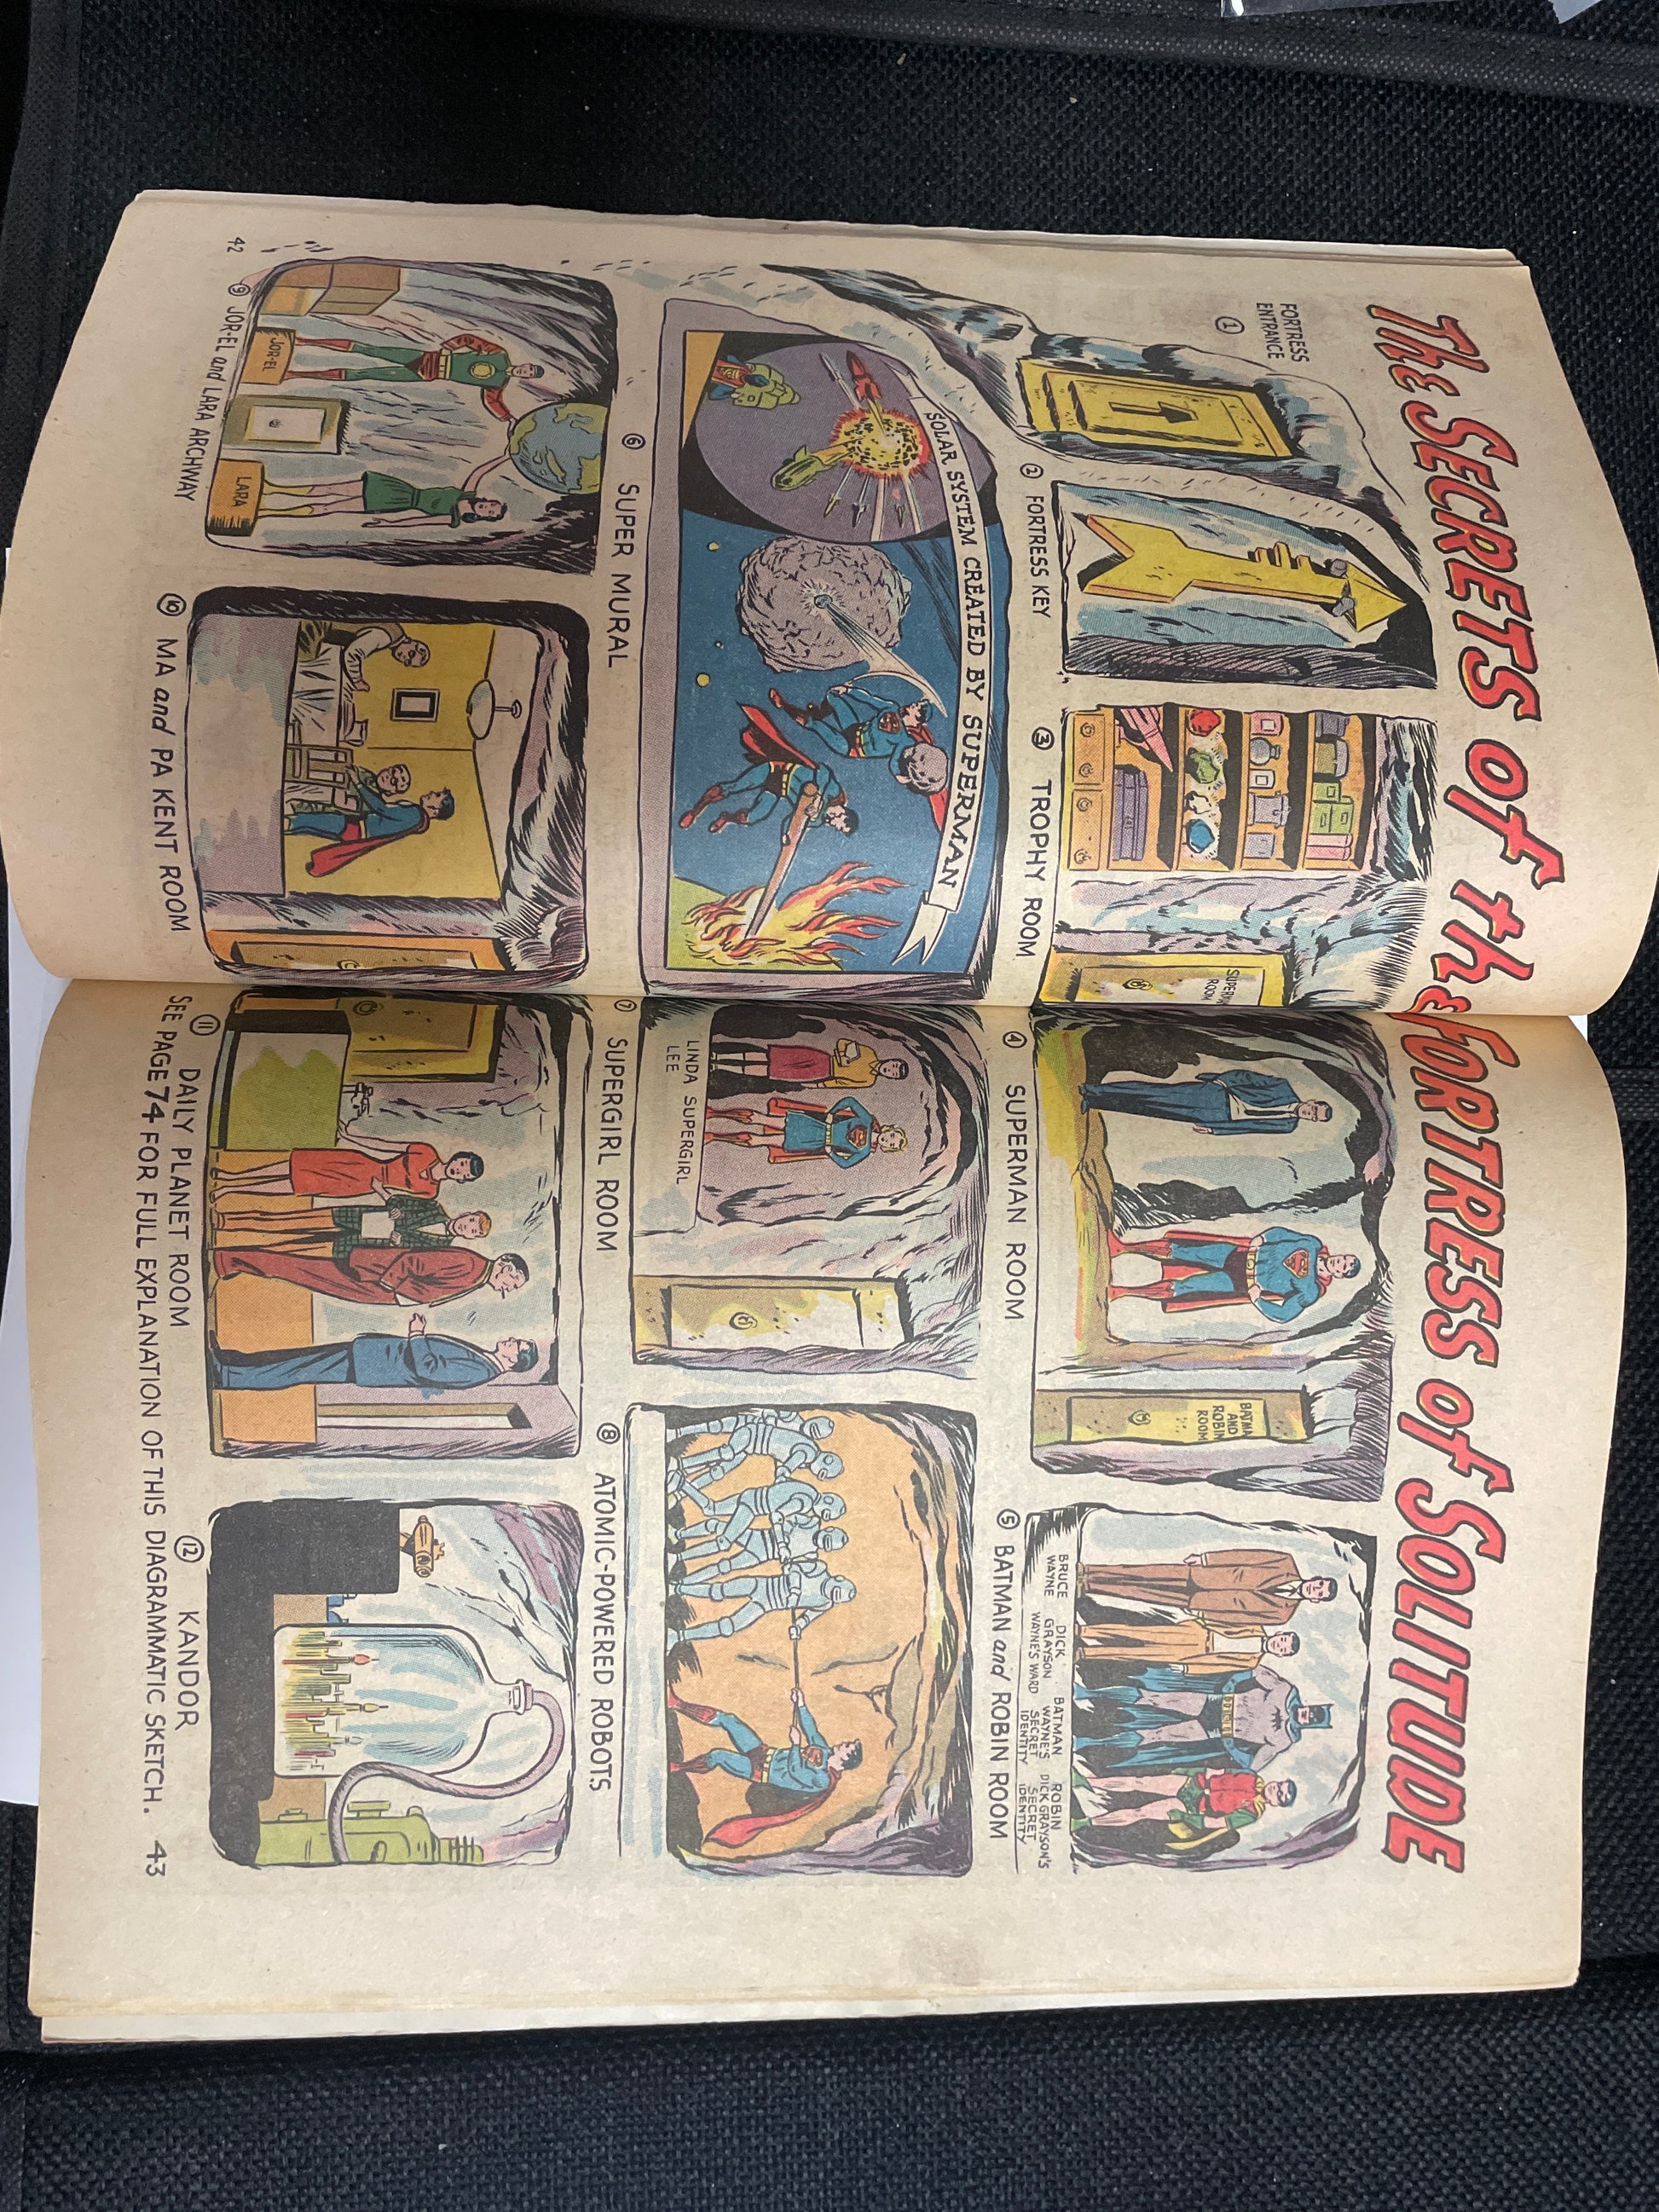 The SECRETS of the FORTRESS of SOLITUDE
FORTRESS
ENTRANCE
①
② FORTRESS KEY
③ TROPHY ROOM
SUPERMAN
ROOM
④ SUPERMAN ROOM
BATMAN
AND
ROBIN
ROOM
BRUCE
WAYNE
DICK
GRAYSON
WAYNE'S WARD
BATMAN
WAYNE'S
SECRET
IDENTITY
ROBIN
DICK GRAYSON'S
SECRET
IDENTITY
⑤ BATMAN and ROBIN ROOM
SOLAR SYSTEM CREATED BY SUPERMAN
⑥ SUPER MURAL
LINDA SUPERGIRL
LEE
⑦ SUPERGIRL ROOM
⑧ ATOMIC-POWERED ROBOTS
JOR-EL
LARA
⑨ JOR-EL and LARA ARCHWAY
⑩ MA and PA KENT ROOM
⑪ DAILY PLANET ROOM
⑫ KANDOR
SEE PAGE 74 FOR FULL EXPLANATION OF THIS DIAGRAMMATIC SKETCH.
42
43